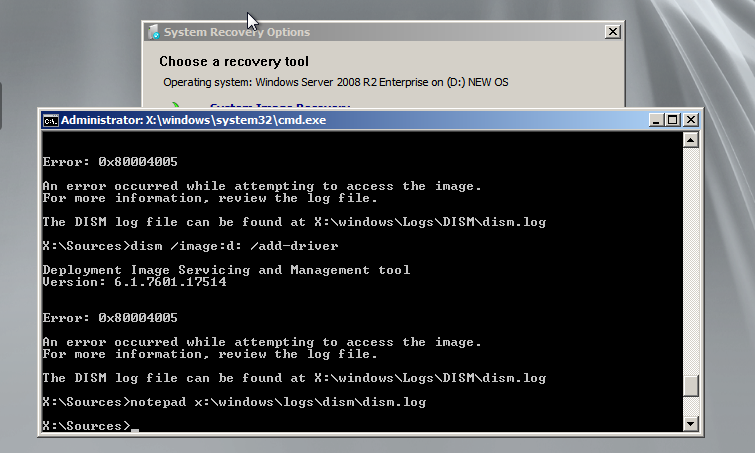 System Recovery Options
Choose a recovery tool
Operating system: Windows Server 2008 R2 Enterprise on (D:) NEW OS
System Image Recovery
Administrator: X:\windows\system32\cmd.exe
Error: 0x80004005
An error occurred while attempting to access the image.
For more information, review the log file.
The DISM log file can be found at X:\windows\Logs\DISM\dism.log
X:\Sources>dism /image:d: /add-driver
Deployment Image Servicing and Management tool
Version: 6.1.7601.17514
Error: 0x80004005
An error occurred while attempting to access the image.
For more information, review the log file.
The DISM log file can be found at X:\windows\Logs\DISM\dism.log
X:\Sources>notepad x:\windows\logs\dism\dism.log
X:\Sources>_